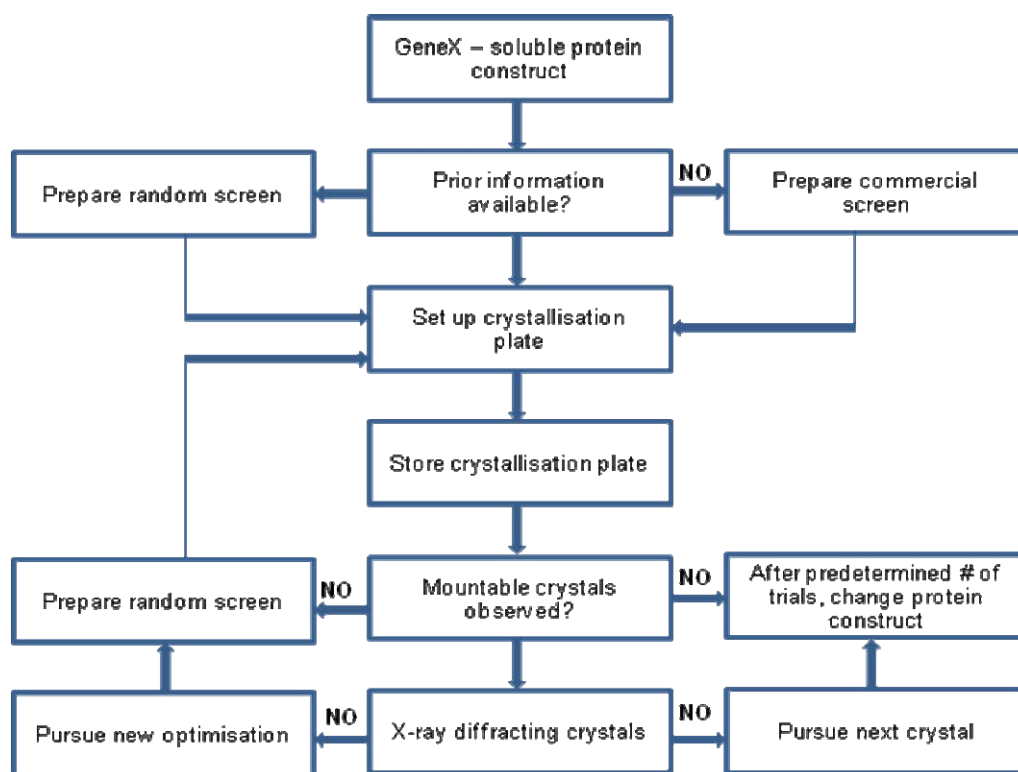 GeneX – soluble protein
construct
Prepare random screen
Prior information
available?
NO
Prepare commercial
screen
Set up crystallisation
plate
Store crystallisation plate
Prepare random screen
NO
Mountable crystals
observed?
NO
After predetermined # of
trials, change protein
construct
Pursue new optimisation
NO
X-ray diffracting crystals
NO
Pursue next crystal